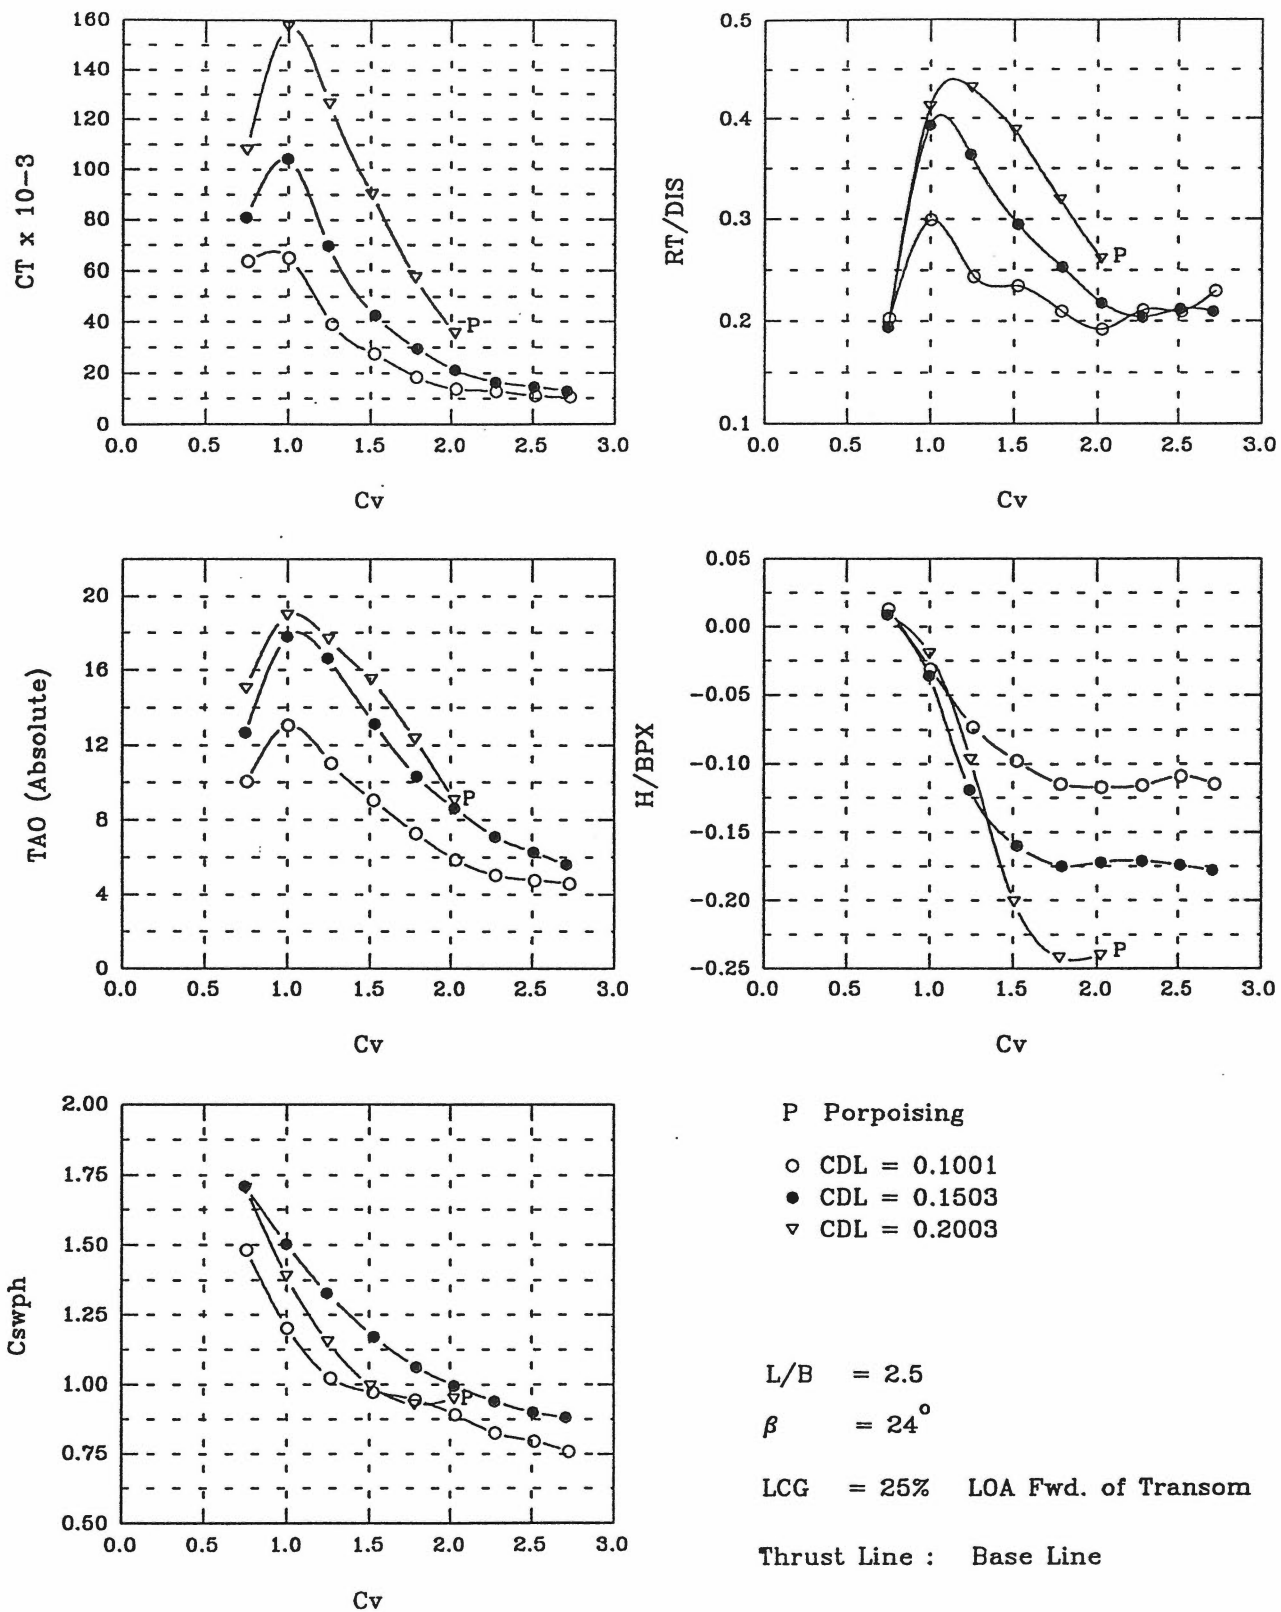 160
140
120
100
80
60
40
20
0
CT x 10-3
0.0 0.5 1.0 1.5 2.0 2.5 3.0
Cv
P
0.5
0.4
0.3
0.2
0.1
RT/DIS
0.0 0.5 1.0 1.5 2.0 2.5 3.0
Cv
P
20
16
12
8
4
0
TAO (Absolute)
0.0 0.5 1.0 1.5 2.0 2.5 3.0
Cv
P
0.05
0.00
-0.05
-0.10
-0.15
-0.20
-0.25
H/BPX
0.0 0.5 1.0 1.5 2.0 2.5 3.0
Cv
P
2.00
1.75
1.50
1.25
1.00
0.75
0.50
Cswph
0.0 0.5 1.0 1.5 2.0 2.5 3.0
Cv
P
P Porpoising
CDL = 0.1001
CDL = 0.1503
CDL = 0.2003
L/B = 2.5
β = 24°
LCG = 25% LOA Fwd. of Transom
Thrust Line : Base Line